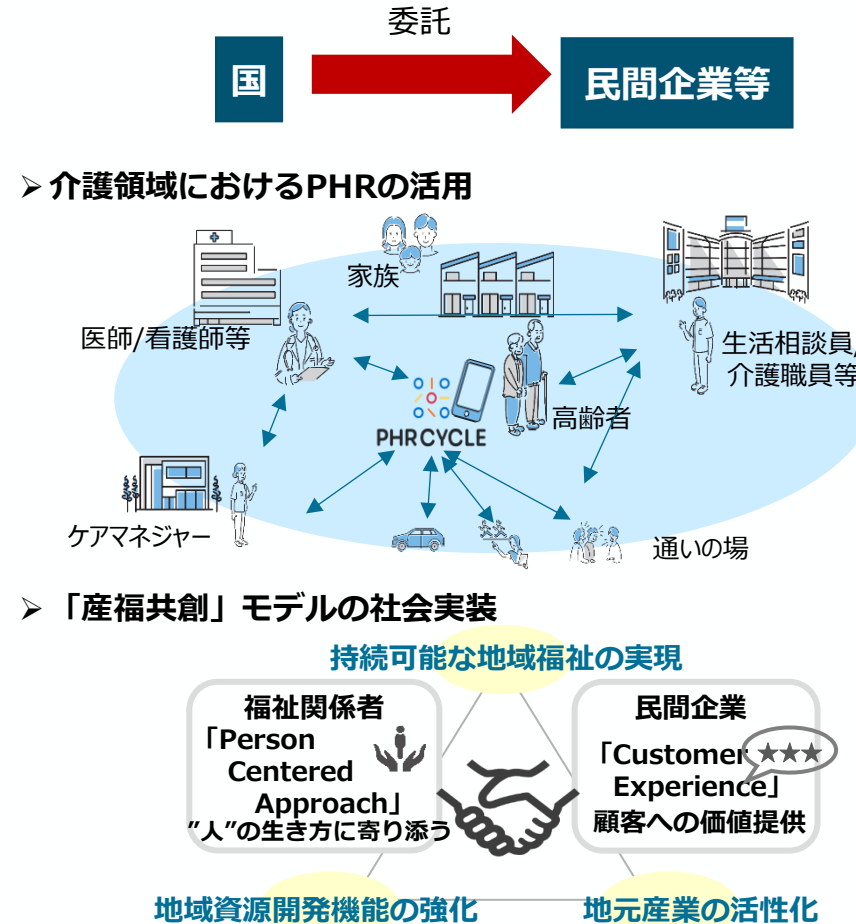 委託
国
民間企業等
➢ 介護領域におけるPHRの活用
家族
医師/看護師等
生活相談員/
介護職員等
高齢者
PHRCYCLE
ケアマネジャー
通いの場
➢ 「産福共創」モデルの社会実装
持続可能な地域福祉の実現
福祉関係者
「Person
Centered
Approach」
”人”の生き方に寄り添う
民間企業
「Customer ★★★
Experience」
顧客への価値提供
地域資源開発機能の強化
地元産業の活性化